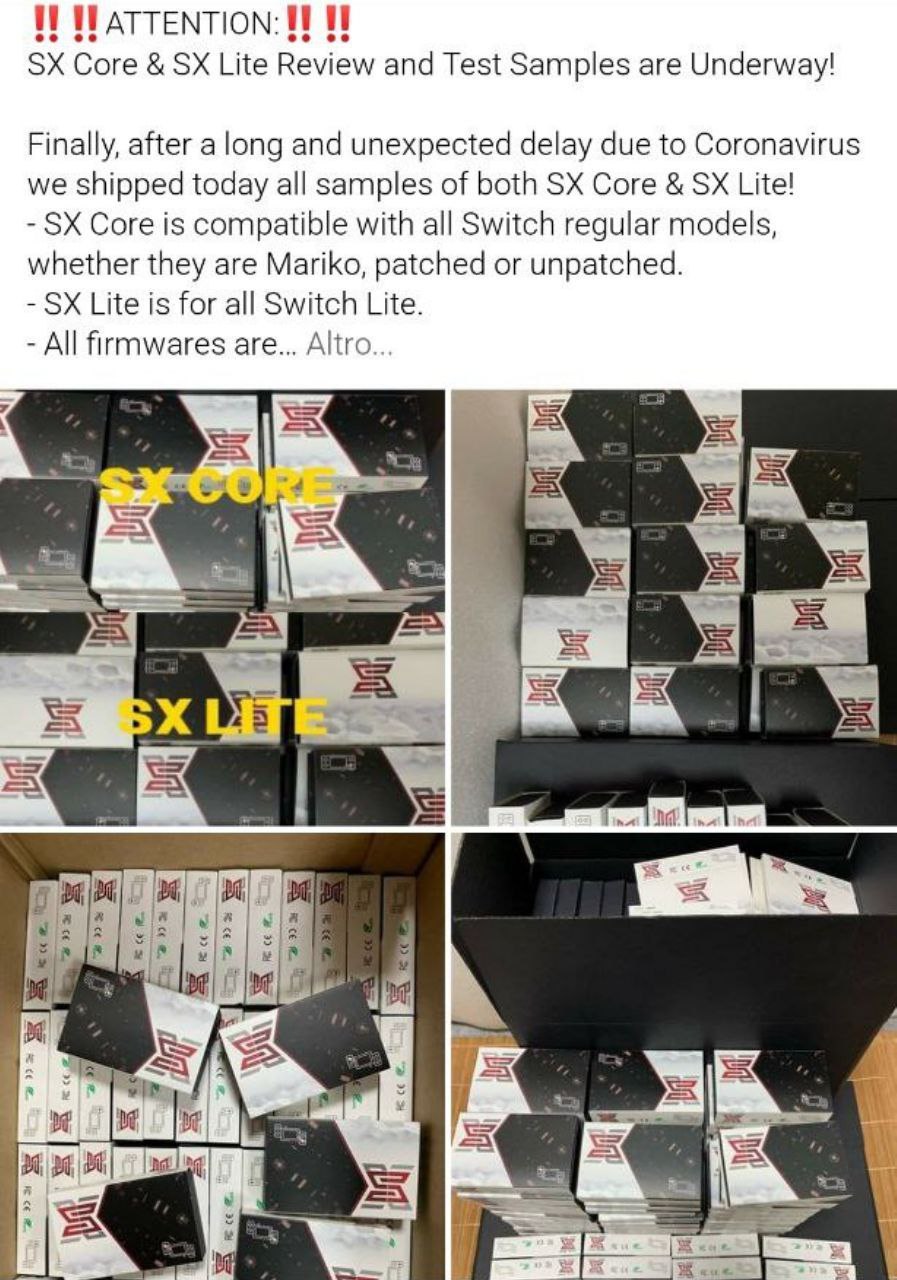 ‼️‼️ATTENTION:‼️‼️
SX Core & SX Lite Review and Test Samples are Underway!
Finally, after a long and unexpected delay due to Coronavirus
we shipped today all samples of both SX Core & SX Lite!
- SX Core is compatible with all Switch regular models,
whether they are Mariko, patched or unpatched.
- SX Lite is for all Switch Lite.
- All firmwares are... Altro...
SX CORE
SX LITE